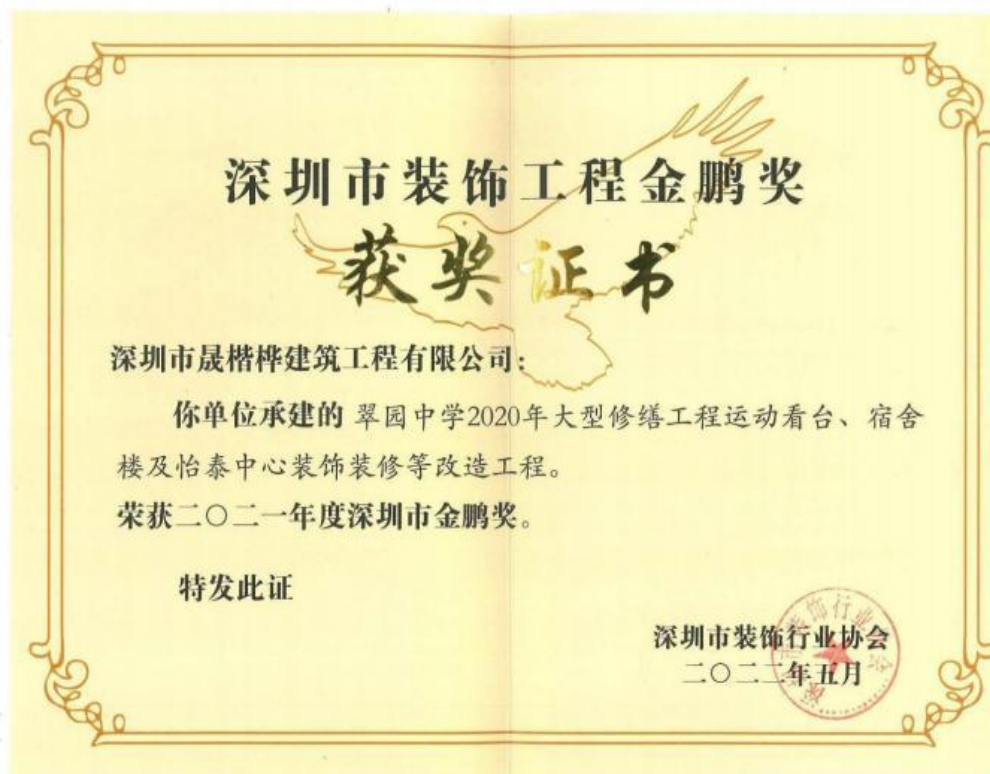 深圳市装饰工程金鹏奖
获奖证书
深圳市晟楷桦建筑工程有限公司：
你单位承建的 翠园中学2020年大型修缮工程运动看台、宿舍
楼及怡泰中心装饰装修等改造工程。
荣获二〇二一年度深圳市金鹏奖。
特发此证
深圳市装饰行业协会
二〇二二年五月